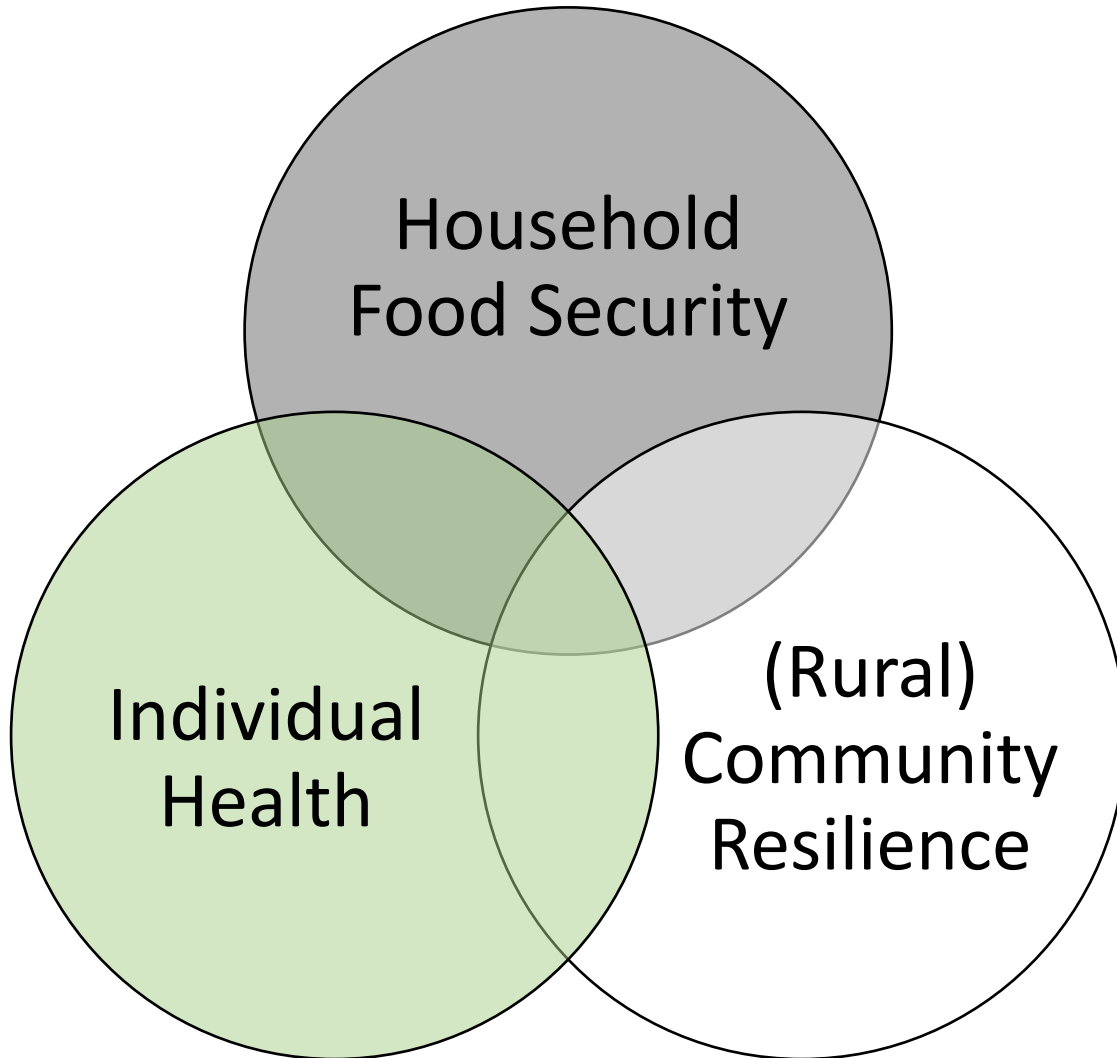 Household
Food Security
Individual
Health
(Rural)
Community
Resilience